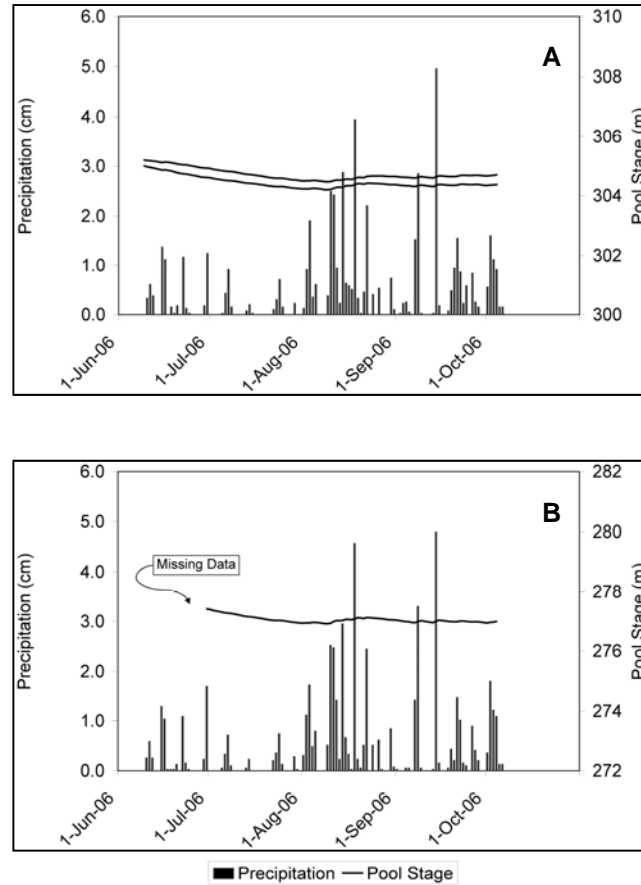 A
Precipitation (cm)
6.0
5.0
4.0
3.0
2.0
1.0
0.0
Pool Stage (m)
310
308
306
304
302
300
1-Jun-06
1-Jul-06
1-Aug-06
1-Sep-06
1-Oct-06
B
Missing Data
Precipitation (cm)
6.0
5.0
4.0
3.0
2.0
1.0
0.0
Pool Stage (m)
282
280
278
276
274
272
1-Jun-06
1-Jul-06
1-Aug-06
1-Sep-06
1-Oct-06
Precipitation Pool Stage